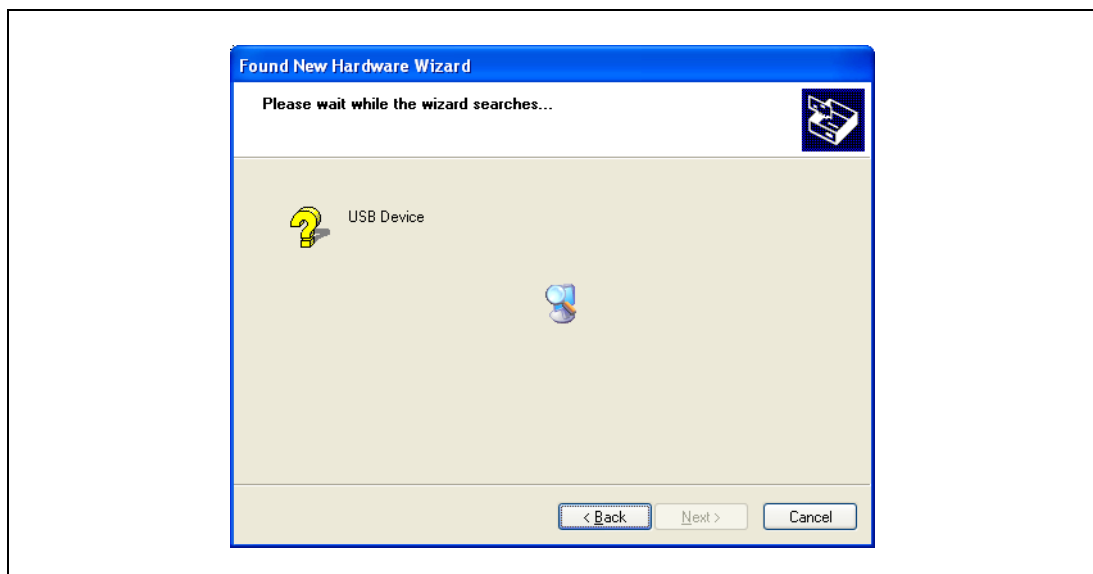 Found New Hardware Wizard
Please wait while the wizard searches...
USB Device
< Back Next > Cancel